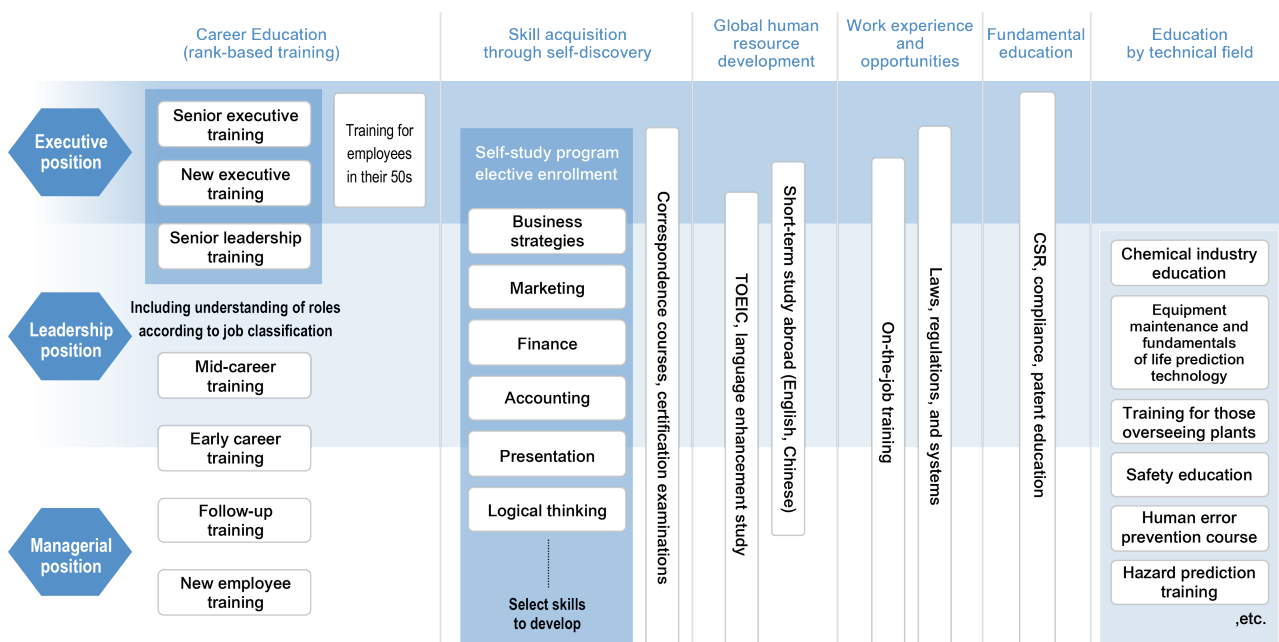 Career Education
(rank-based training)
Skill acquisition
through self-discovery
Global human
resource
development
Work experience
and
opportunities
Fundamental
education
Education
by technical field
Executive
position
Leadership
position
Managerial
position
Senior executive
training
New executive
training
Senior leadership
training
Training for
employees
in their 50s
Including understanding of roles
according to job classification
Mid-career
training
Early career
training
Follow-up
training
New employee
training
Self-study program
elective enrollment
Business
strategies
Marketing
Finance
Accounting
Presentation
Logical thinking
Select skills
to develop
Correspondence courses, certification examinations
TOEIC, language enhancement study
Short-term study abroad (English, Chinese)
On-the-job training
Laws, regulations, and systems
CSR, compliance, patent education
Chemical industry
education
Equipment
maintenance and
fundamentals
of life prediction
technology
Training for those
overseeing plants
Safety education
Human error
prevention course
Hazard prediction
training
,etc.